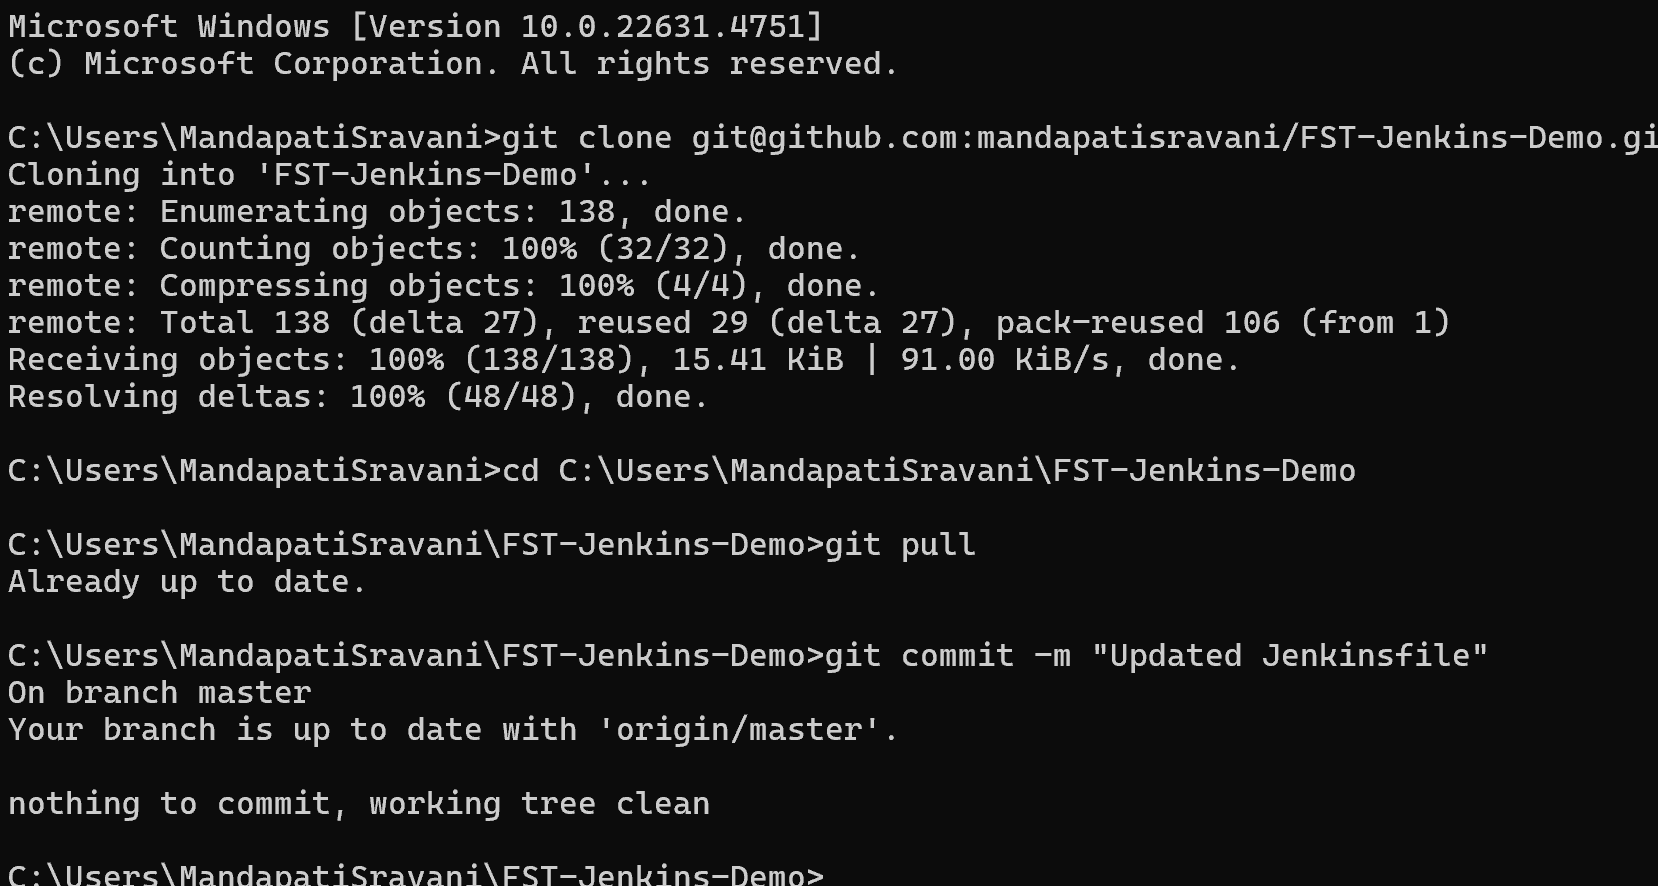 Microsoft Windows [Version 10.0.22631.4751]
(c) Microsoft Corporation. All rights reserved.
C:\Users\MandapatiSravani>git clone git@github.com:mandapatisravani/FST-Jenkins-Demo.gi
Cloning into 'FST-Jenkins-Demo'...
remote: Enumerating objects: 138, done.
remote: Counting objects: 100% (32/32), done.
remote: Compressing objects: 100% (4/4), done.
remote: Total 138 (delta 27), reused 29 (delta 27), pack-reused 106 (from 1)
Receiving objects: 100% (138/138), 15.41 KiB | 91.00 KiB/s, done.
Resolving deltas: 100% (48/48), done.
C:\Users\MandapatiSravani>cd C:\Users\MandapatiSravani\FST-Jenkins-Demo
C:\Users\MandapatiSravani\FST-Jenkins-Demo>git pull
Already up to date.
C:\Users\MandapatiSravani\FST-Jenkins-Demo>git commit -m "Updated Jenkinsfile"
On branch master
Your branch is up to date with 'origin/master'.
nothing to commit, working tree clean
C:\Users\MandapatiSravani\FST-Jenkins-Demo>